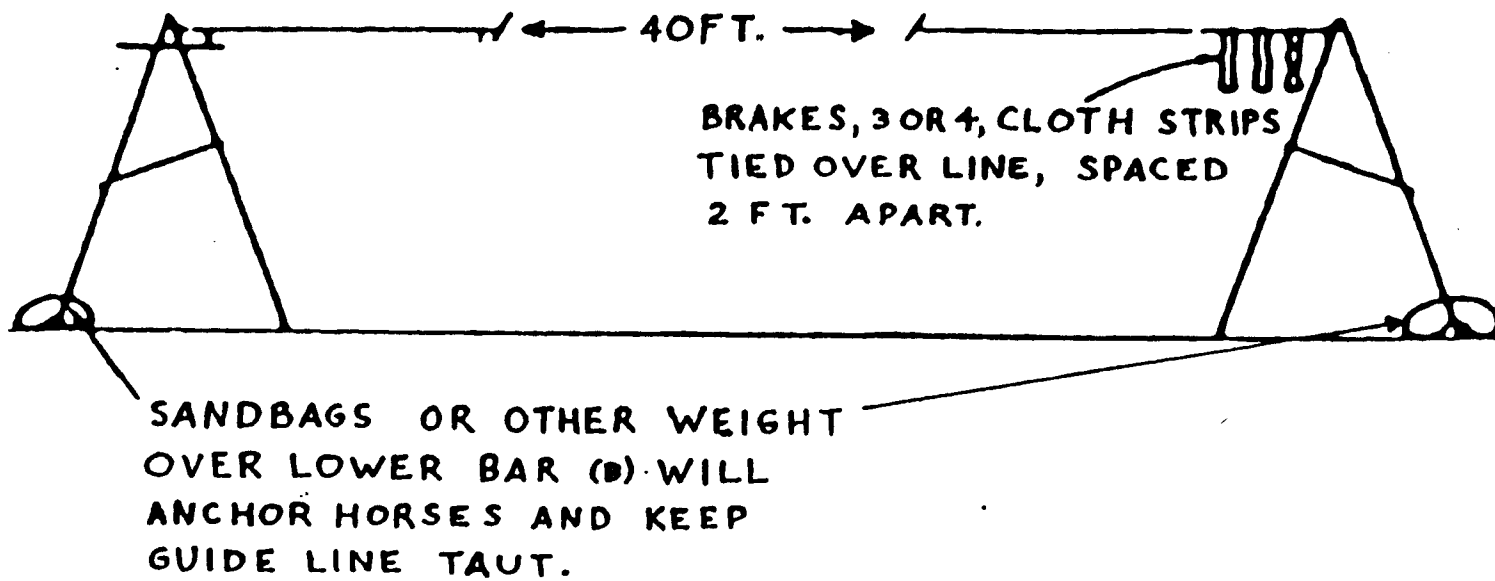 40FT.
BRAKES, 3 OR 4, CLOTH STRIPS
TIED OVER LINE, SPACED
2 FT. APART.
SANDBAGS OR OTHER WEIGHT
OVER LOWER BAR (B) WILL
ANCHOR HORSES AND KEEP
GUIDE LINE TAUT.